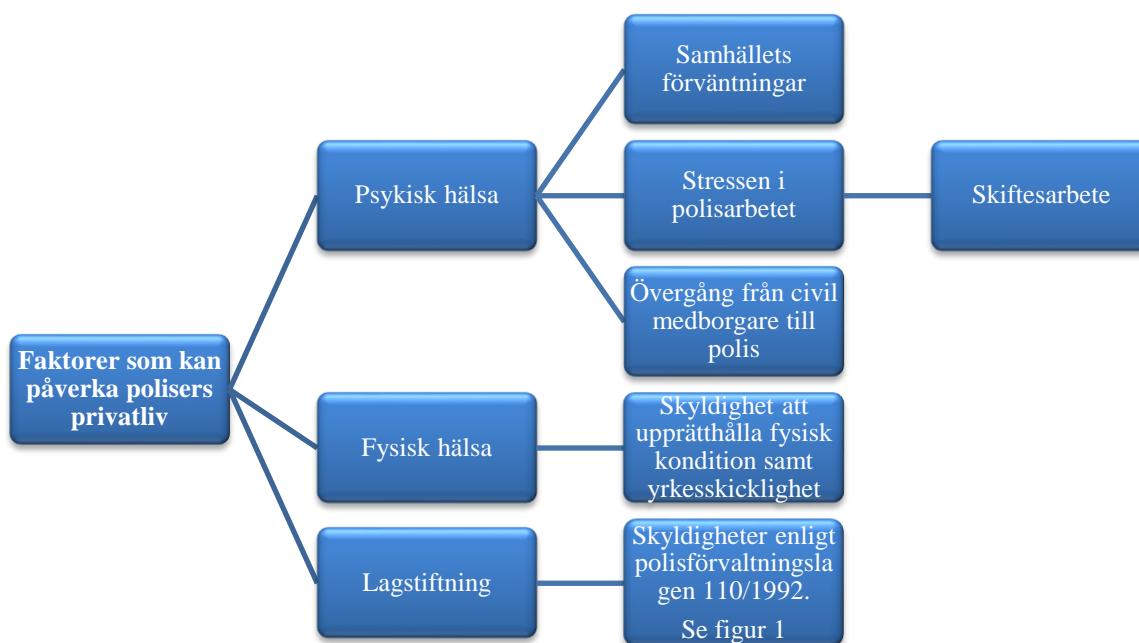 Samhällets
förväntningar
Psykisk hälsa
Stressen i
polisarbetet
Skiftesarbete
Övergång från civil
medborgare till
polis
Faktorer som kan
påverka polisers
privatliv
Fysisk hälsa
Skyldighet att
upprätthålla fysisk
kondition samt
yrkesskicklighet
Lagstiftning
Skyldigheter enligt
polisförvaltningsla
gen 110/1992.
Se figur 1